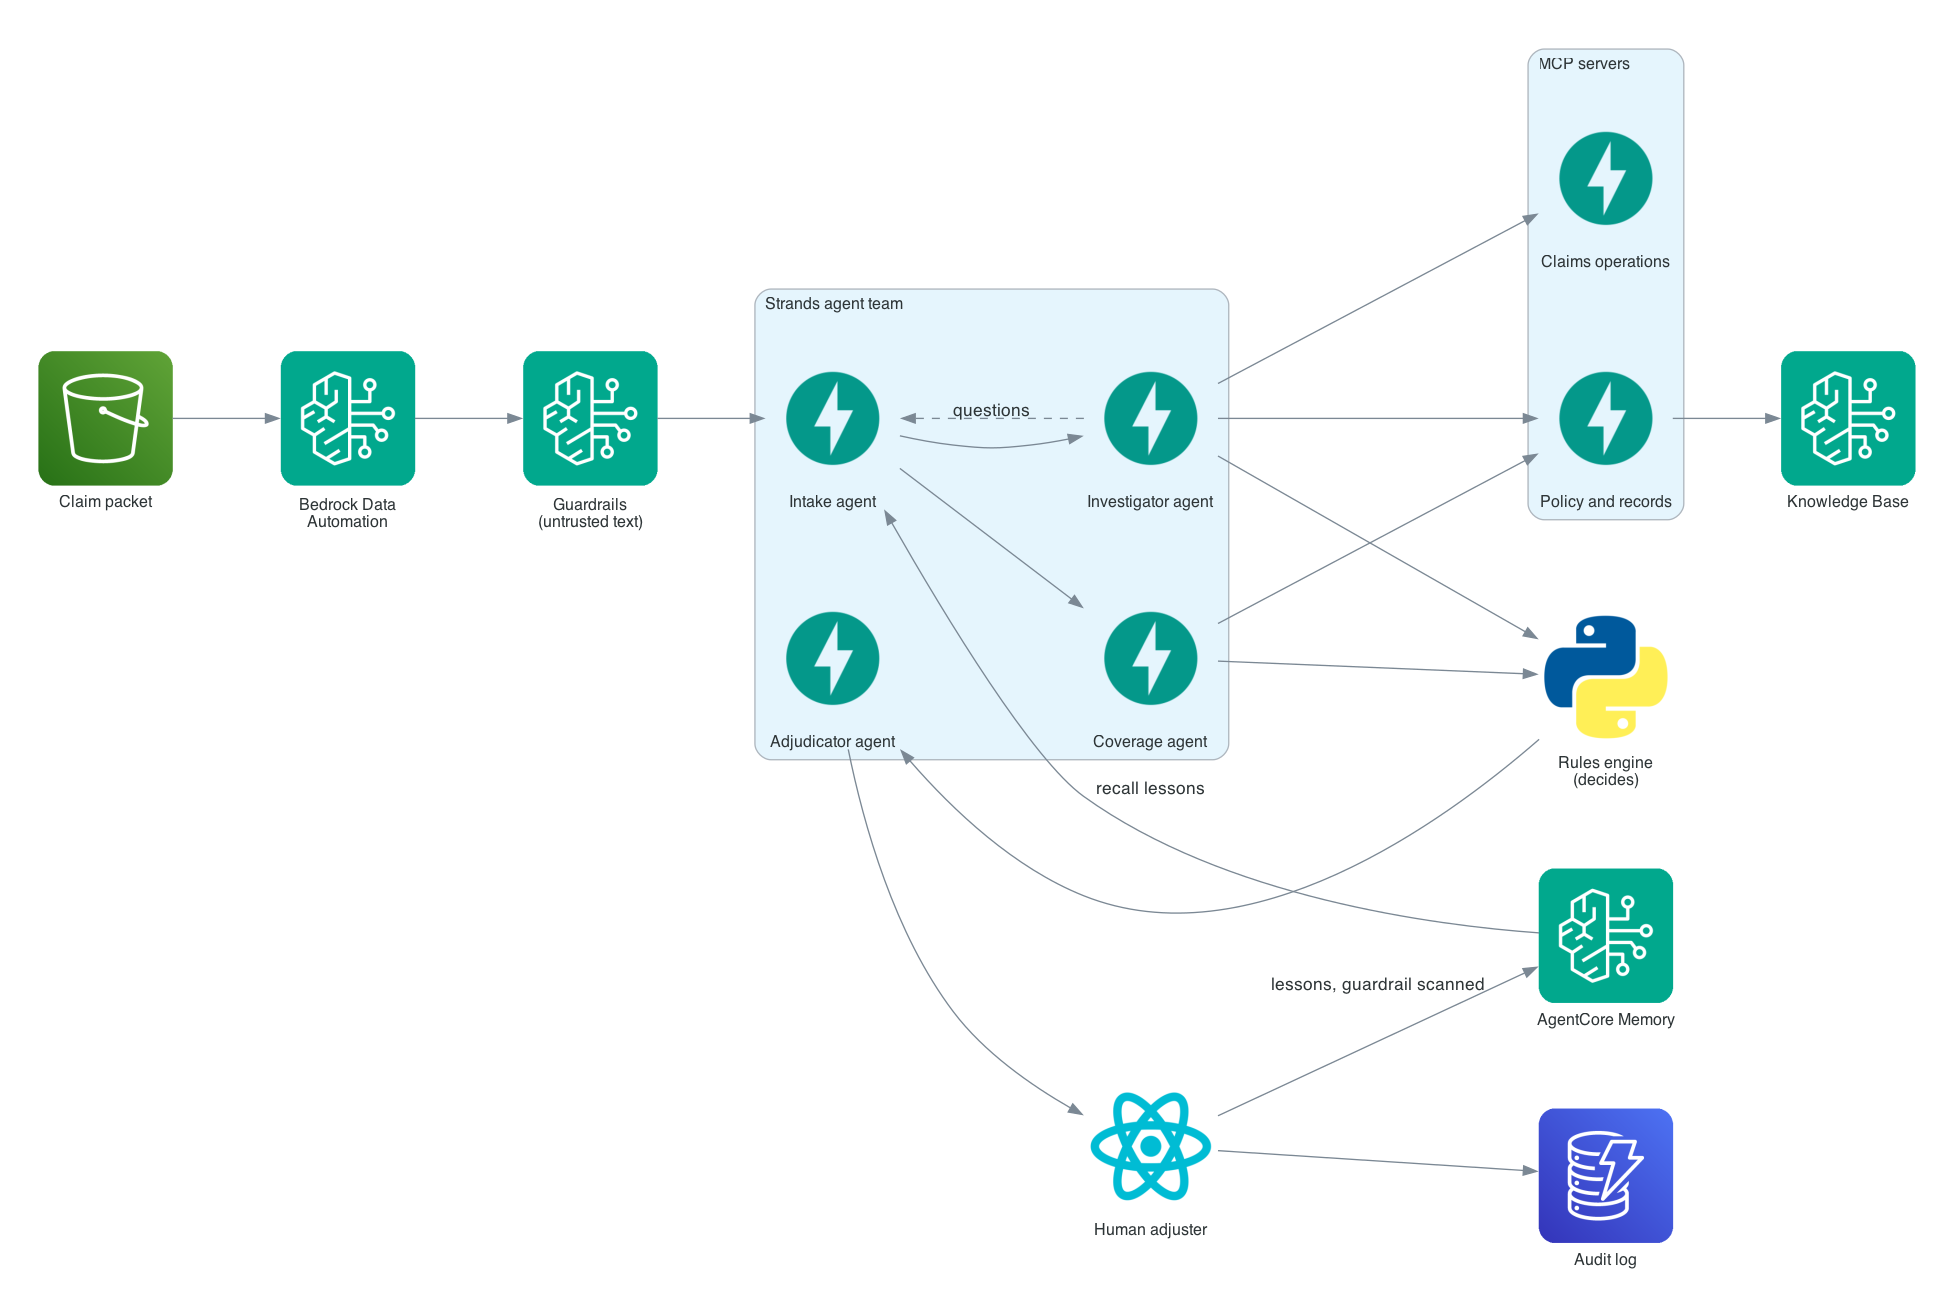 MCP servers
Claims operations
Strands agent team
questions
Claim packet
Bedrock Data
Automation
Guardrails
(untrusted text)
Intake agent
Investigator agent
Policy and records
Knowledge Base
Adjudicator agent
Coverage agent
Rules engine
(decides)
recall lessons
lessons, guardrail scanned
AgentCore Memory
Human adjuster
Audit log